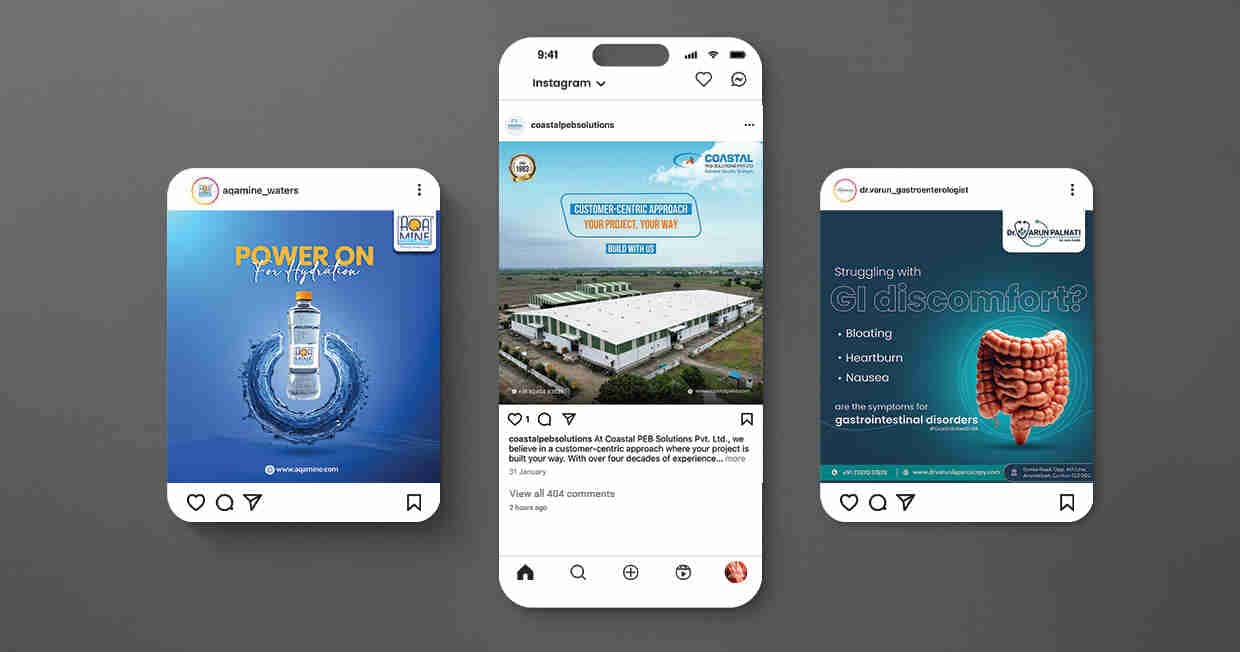 aqamine_waters
AQA
MINE
POWER ON
For Hydration
AQA
MINE
www.aqamine.com
9:41
Instagram
coastalpebsolutions
1983
COASTAL
PEB SOLUTIONS PVT LTD
CUSTOMER-CENTRIC APPROACH
YOUR PROJECT, YOUR WAY
BUILD WITH US
1
coastalpebsolutions At Coastal PEB Solutions Pvt. Ltd., we
believe in a customer-centric approach where your project is
built your way. With over four decades of experience... more
31 January
View all 404 comments
2 hours ago
dr.varun_gastroenterologist
Dr. VARUN PALNATI
Struggling with
GI discomfort?
• Bloating
• Heartburn
• Nausea
are the symptoms for
gastrointestinal disorders